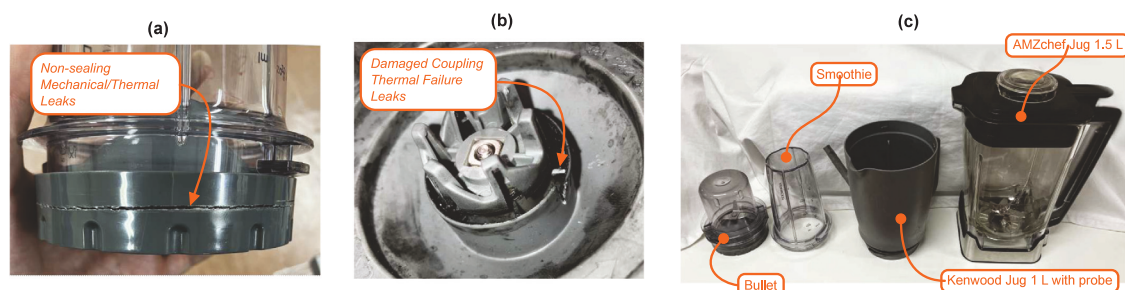 (a)
Non-sealing
Mechanical/Thermal
Leaks
(b)
Damaged Coupling
Thermal Failure
Leaks
(c)
AMZchef Jug 1.5 L
Smoothie
Bullet
Kenwood Jug 1 L with probe